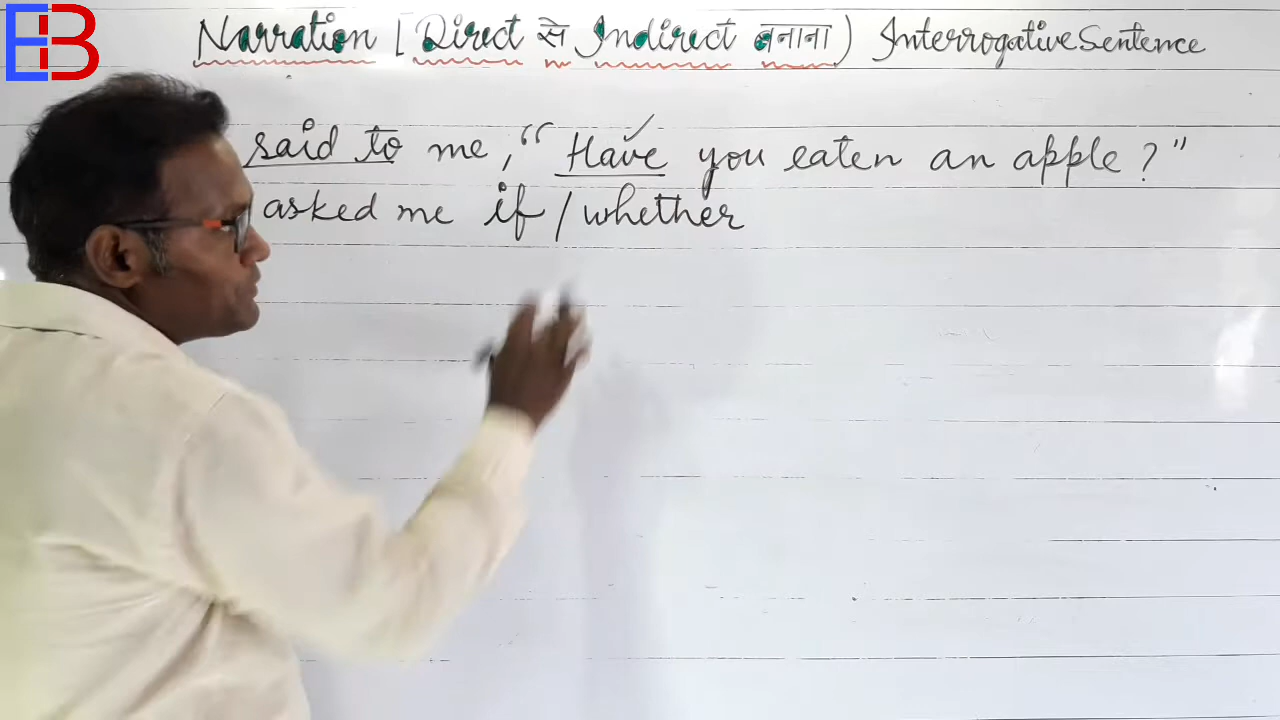 EB
Narration [Direct से Indirect बनाना) Interrogative Sentence
said to me, “Have you eaten an apple?”
asked me if / whether